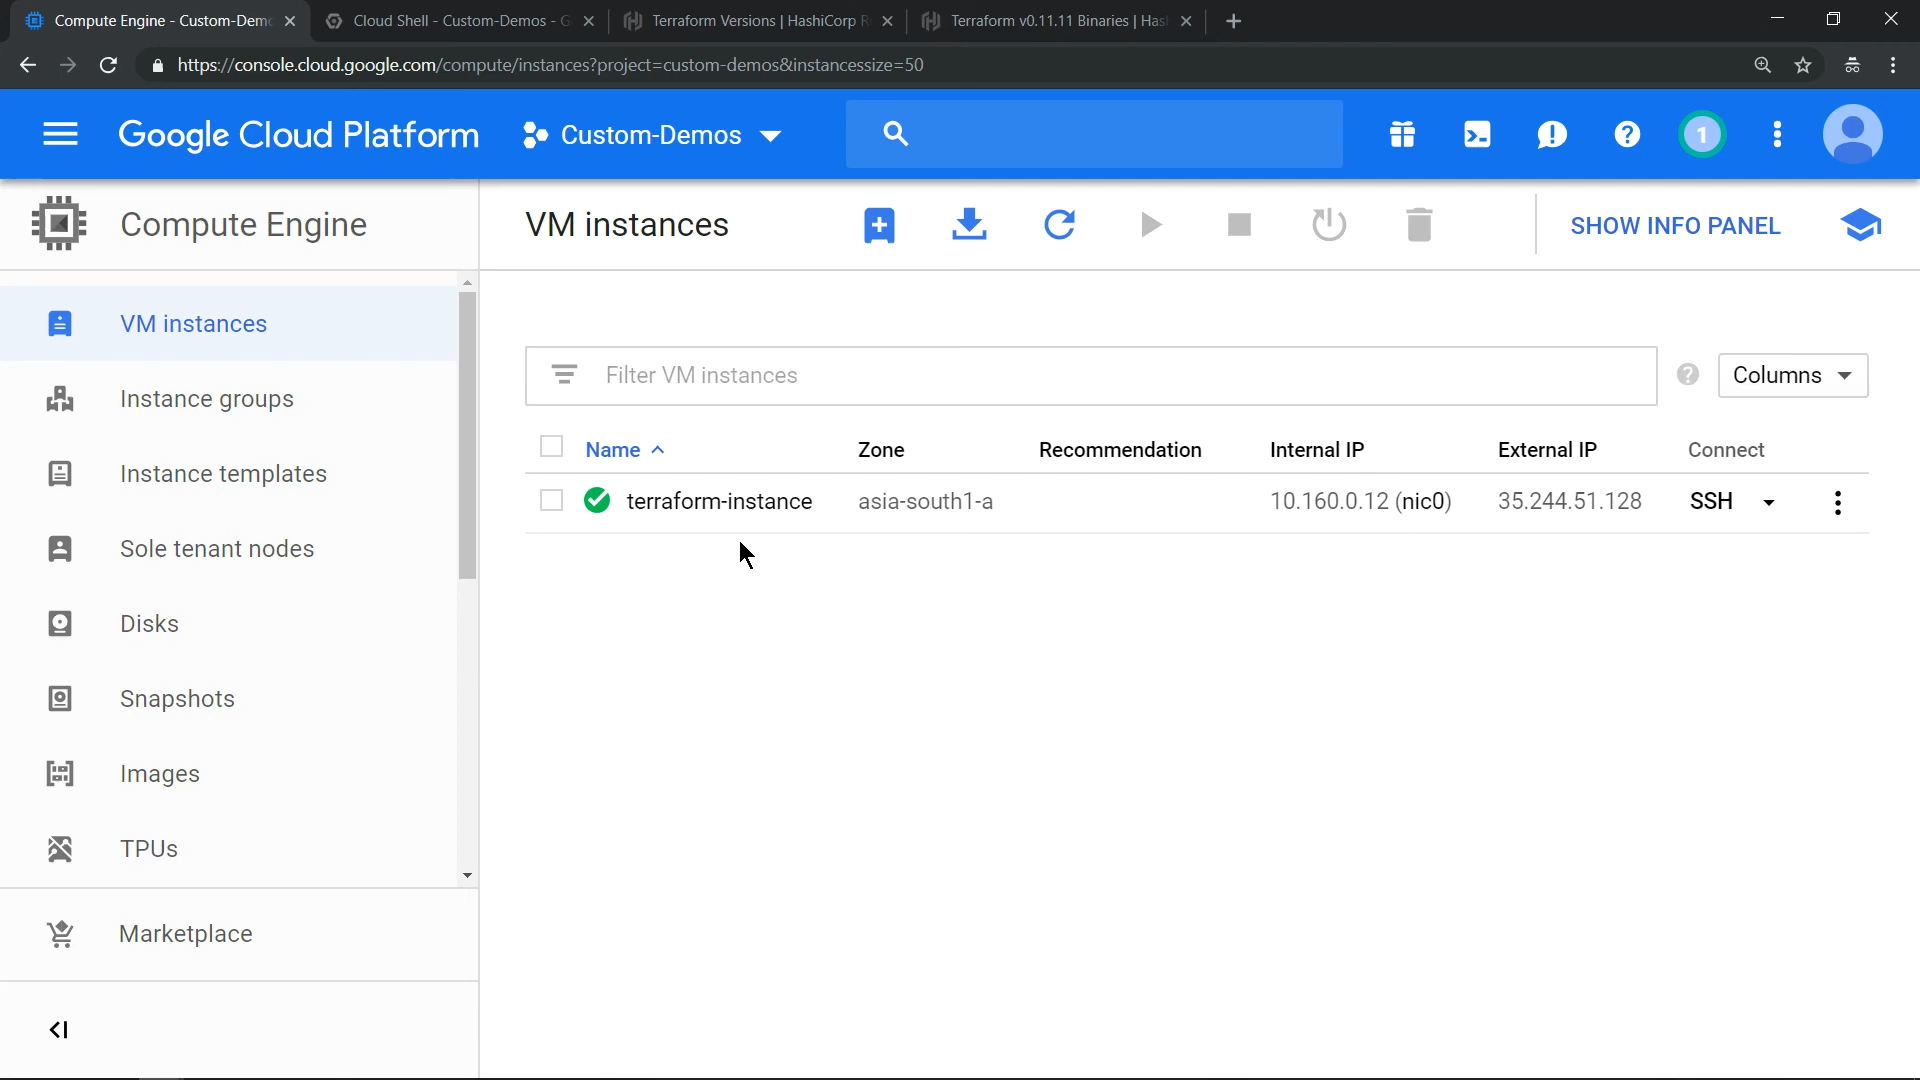 Compute Engine - Custom-Demo
Cloud Shell - Custom-Demos - G
Terraform Versions | HashiCorp R
Terraform v0.11.11 Binaries | Hash
https://console.cloud.google.com/compute/instances?project=custom-demos&instancessize=50
Google Cloud Platform
Custom-Demos
1
Compute Engine
VM instances
SHOW INFO PANEL
VM instances
Instance groups
Instance templates
Sole tenant nodes
Disks
Snapshots
Images
TPUs
Marketplace
Filter VM instances
Columns
Name Zone Recommendation Internal IP External IP Connect
terraform-instance asia-south1-a 10.160.0.12 (nic0) 35.244.51.128 SSH